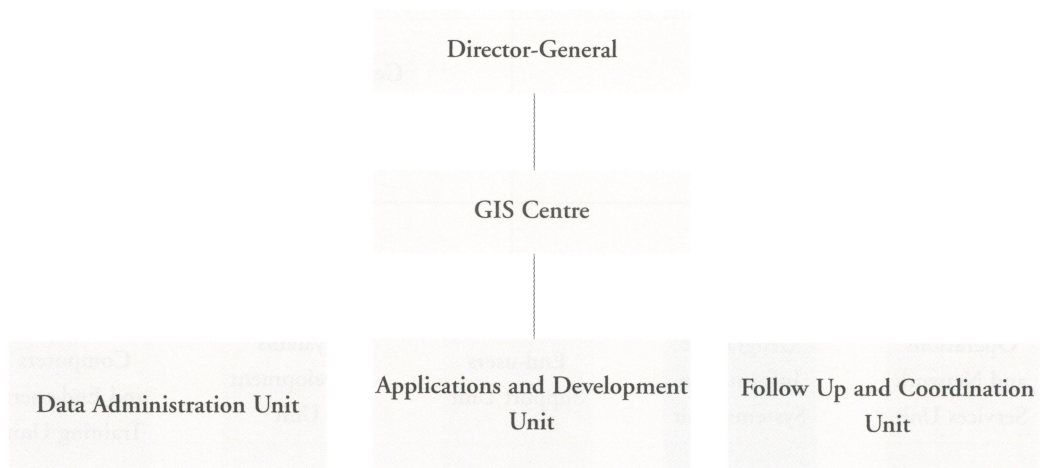 Director-General
GIS Centre
Data Administration Unit
Applications and Development
Unit
Follow Up and Coordination
Unit